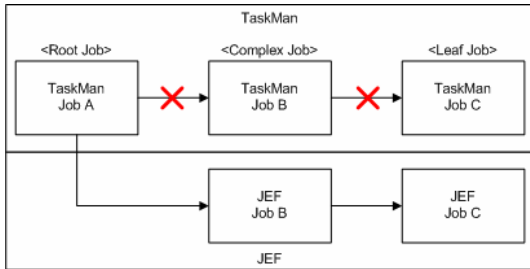 TaskMan
<Root Job>
<Complex Job>
<Leaf Job>
TaskMan
Job A
TaskMan
Job B
TaskMan
Job C
JEF
Job B
JEF
Job C
JEF